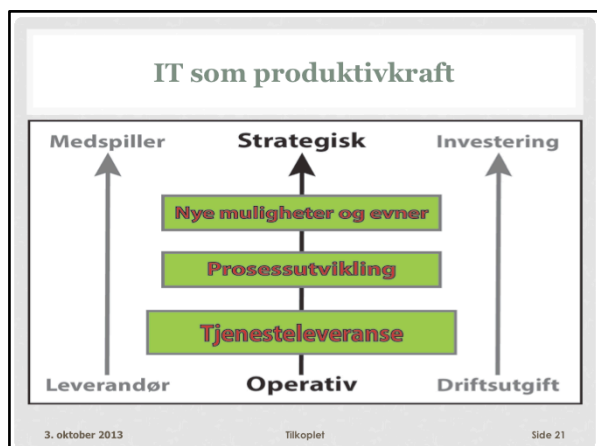 IT som produktivkraft
Medspiller Strategisk Investering
Nye muligheter og evner
Prosessutvikling
Tjenesteleveranse
Leverandør Operativ Driftsutgift
3. oktober 2013 Tilkoplet Side 21